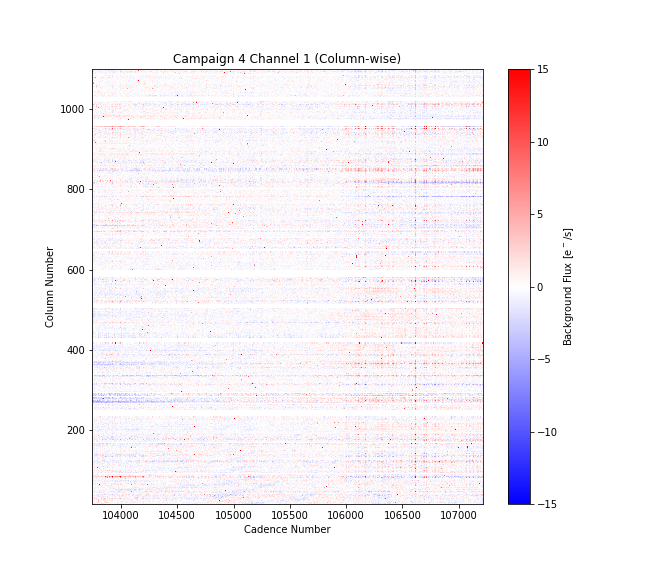 Campaign 4 Channel 1 (Column-wise)
1000
800
600
400
200
Column Number
104000 104500 105000 105500 106000 106500 107000
Cadence Number
15
10
5
0
−5
−10
−15
Background Flux [e⁻/s]